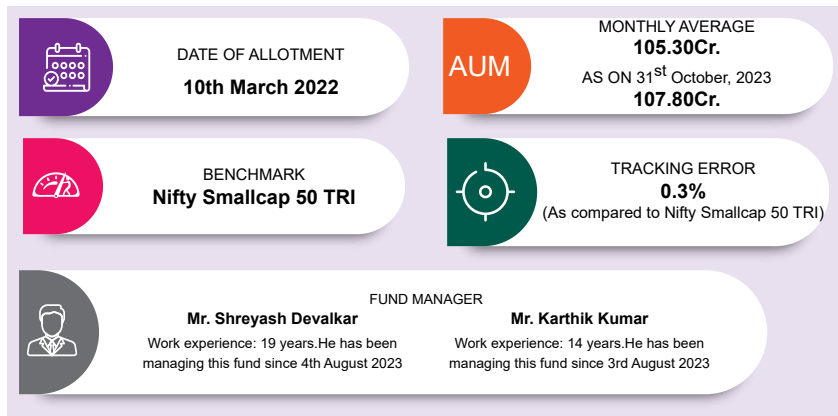 DATE OF ALLOTMENT
10th March 2022
AUM
MONTHLY AVERAGE
105.30Cr.
AS ON 31st October, 2023
107.80Cr.
BENCHMARK
Nifty Smallcap 50 TRI
TRACKING ERROR
0.3%
(As compared to Nifty Smallcap 50 TRI)
FUND MANAGER
Mr. Shreyash Devalkar
Work experience: 19 years.He has been
managing this fund since 4th August 2023
Mr. Karthik Kumar
Work experience: 14 years.He has been
managing this fund since 3rd August 2023